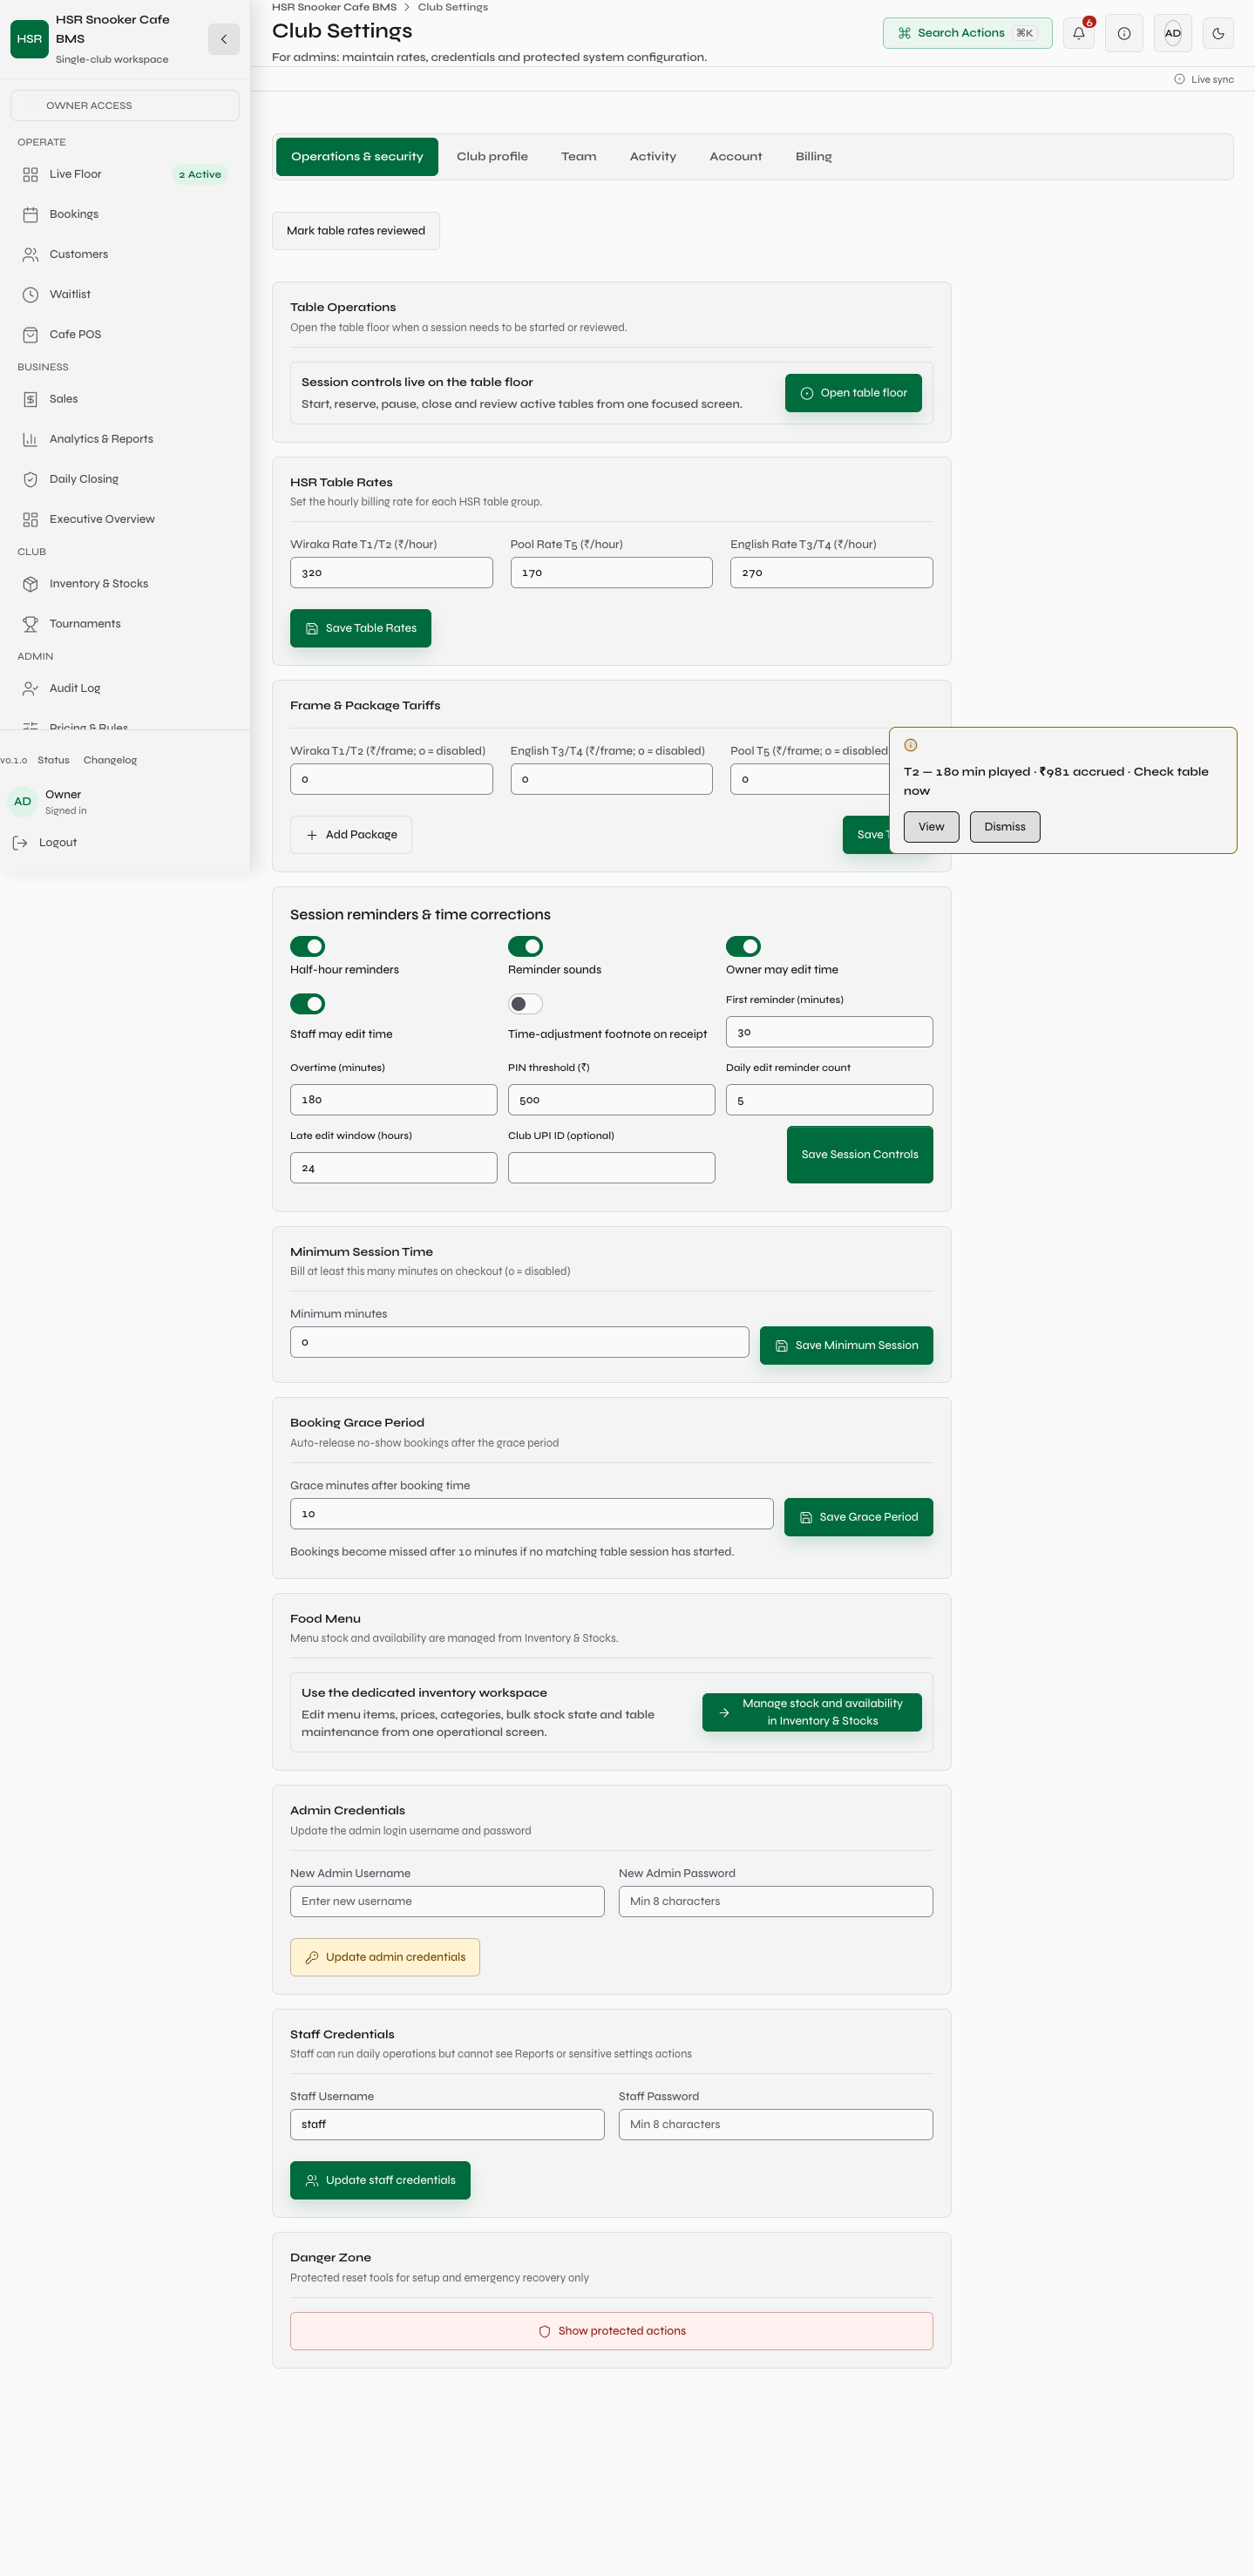 HSR
HSR Snooker Cafe
BMS
Single-club workspace
OWNER ACCESS
OPERATE
Live Floor
2 Active
Bookings
Customers
Waitlist
Cafe POS
BUSINESS
Sales
Analytics & Reports
Daily Closing
Executive Overview
CLUB
Inventory & Stocks
Tournaments
ADMIN
Audit Log
Pricing & Rules
v0.1.0 Status Changelog
AD
Owner
Signed in
Logout
HSR Snooker Cafe BMS > Club Settings
Club Settings
For admins: maintain rates, credentials and protected system configuration.
Search Actions ⌘K
6
AD
Live sync
Operations & security Club profile Team Activity Account Billing
Mark table rates reviewed
Table Operations
Open the table floor when a session needs to be started or reviewed.
Session controls live on the table floor
Start, reserve, pause, close and review active tables from one focused screen.
Open table floor
HSR Table Rates
Set the hourly billing rate for each HSR table group.
Wiraka Rate T1/T2 (₹/hour) Pool Rate T5 (₹/hour) English Rate T3/T4 (₹/hour)
320 170 270
Save Table Rates
Frame & Package Tariffs
Wiraka T1/T2 (₹/frame; 0 = disabled) English T3/T4 (₹/frame; 0 = disabled) Pool T5 (₹/frame; 0 = disabled
0 0 0
Add Package
Save T
T2 — 180 min played · ₹981 accrued · Check table
now
View Dismiss
Session reminders & time corrections
Half-hour reminders Reminder sounds Owner may edit time
Staff may edit time Time-adjustment footnote on receipt
First reminder (minutes)
30
Overtime (minutes) PIN threshold (₹) Daily edit reminder count
180 500 5
Late edit window (hours) Club UPI ID (optional)
24
Save Session Controls
Minimum Session Time
Bill at least this many minutes on checkout (0 = disabled)
Minimum minutes
0
Save Minimum Session
Booking Grace Period
Auto-release no-show bookings after the grace period
Grace minutes after booking time
10
Save Grace Period
Bookings become missed after 10 minutes if no matching table session has started.
Food Menu
Menu stock and availability are managed from Inventory & Stocks.
Use the dedicated inventory workspace
Edit menu items, prices, categories, bulk stock state and table
maintenance from one operational screen.
Manage stock and availability
in Inventory & Stocks
Admin Credentials
Update the admin login username and password
New Admin Username New Admin Password
Enter new username Min 8 characters
Update admin credentials
Staff Credentials
Staff can run daily operations but cannot see Reports or sensitive settings actions
Staff Username Staff Password
staff Min 8 characters
Update staff credentials
Danger Zone
Protected reset tools for setup and emergency recovery only
Show protected actions